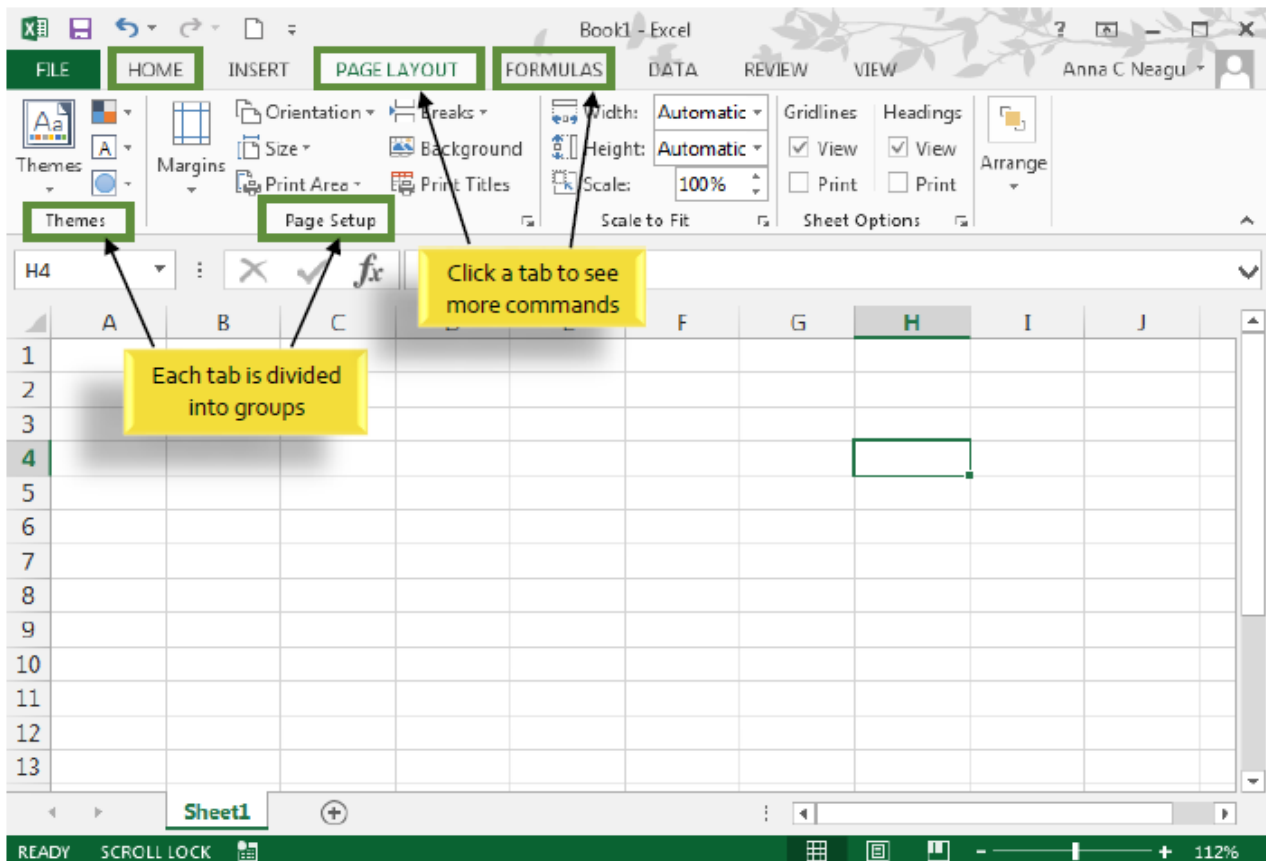 Book1 - Excel
FILE HOME INSERT PAGE LAYOUT FORMULAS DATA REVIEW VIEW Anna C Neagu
Aa Orientation Breaks Width: Automatic Gridlines Headings
A Size Background Height: Automatic View View
Themes Margins Print Area Print Titles Scale: 100% Print Print Arrange
Themes Page Setup Scale to Fit Sheet Options
H4 fx
Click a tab to see
more commands
A B C E F G H I J
Each tab is divided
into groups
1
2
3
4
5
6
7
8
9
10
11
12
13
Sheet1
READY SCROLL LOCK 112%